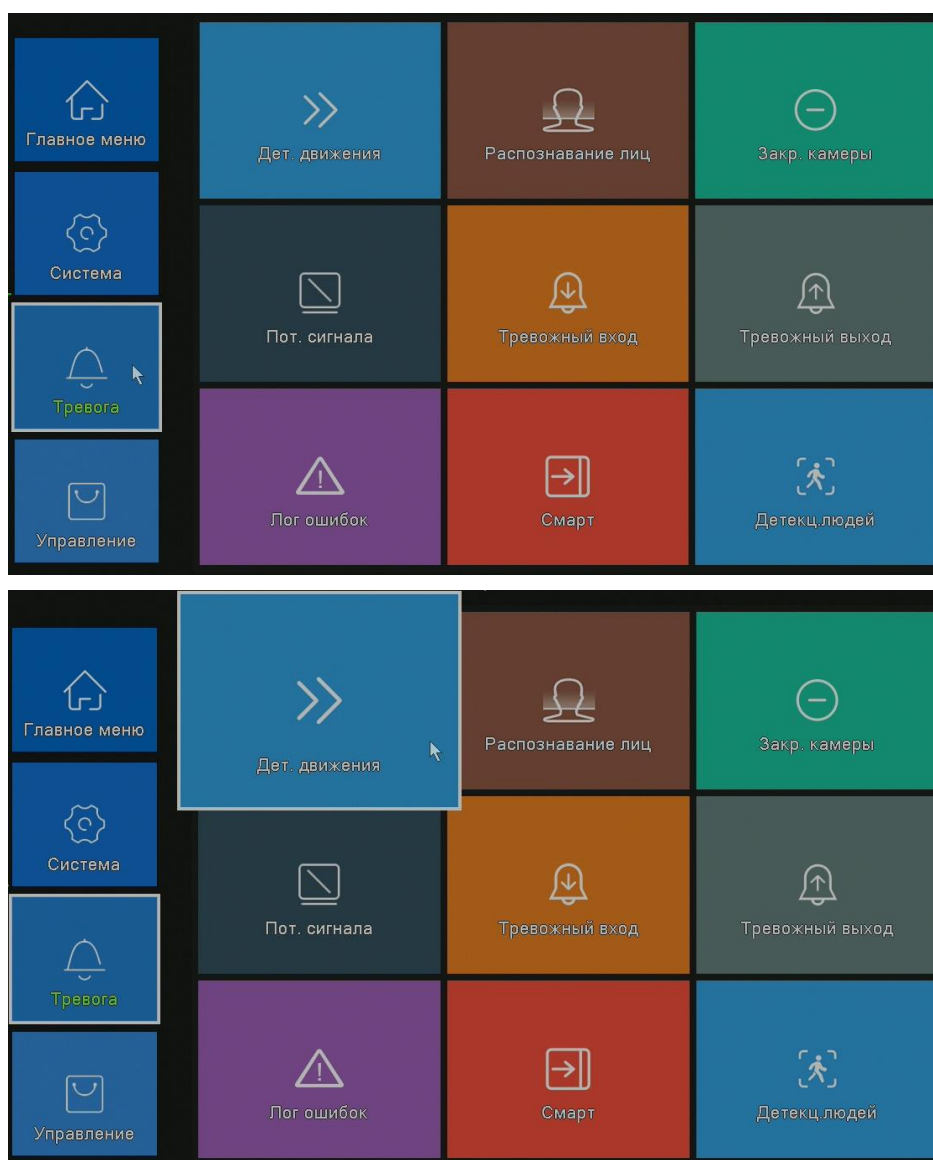 Главное меню
Дет. движения
Распознавание лиц
Закр. камеры
Система
Пот. сигнала
Тревожный вход
Тревожный выход
Тревога
Лог ошибок
Смарт
Детекц.людей
Управление
Главное меню
Дет. движения
Распознавание лиц
Закр. камеры
Система
Пот. сигнала
Тревожный вход
Тревожный выход
Тревога
Лог ошибок
Смарт
Детекц.людей
Управление